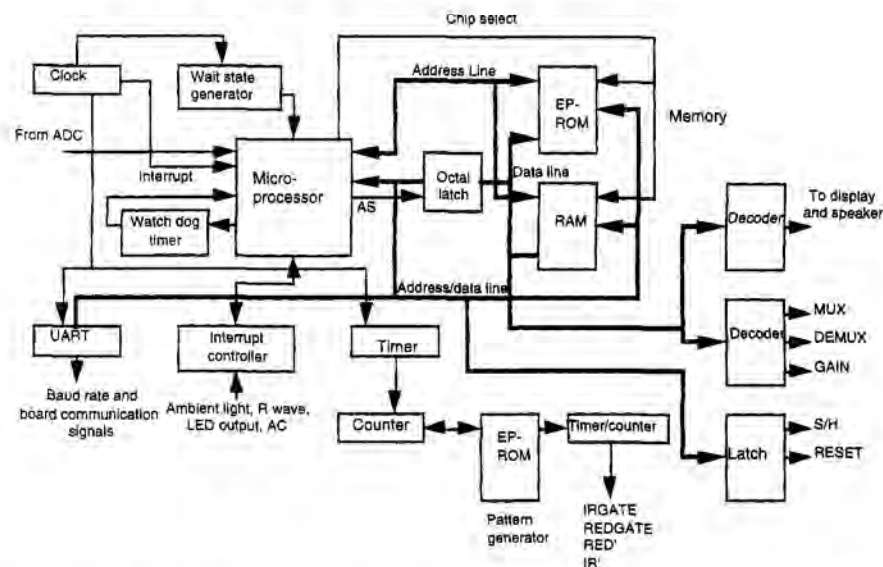 Chip select
Clock
Wait state
generator
Address Line
EP-
ROM
Memory
From ADC
Interrupt
Micro-
processor
Octal
latch
Data line
AS
RAM
Watch dog
timer
Decoder
To display
and speaker
Address/data line
UART
Interrupt
controller
Timer
Decoder
MUX
DEMUX
GAIN
Baud rate and
board communication
signals
Ambient light, R wave,
LED output, AC
Counter
EP-
ROM
Timer/counter
Latch
S/H
RESET
Pattern
generator
IRGATE
REDGATE
RED'
IR'